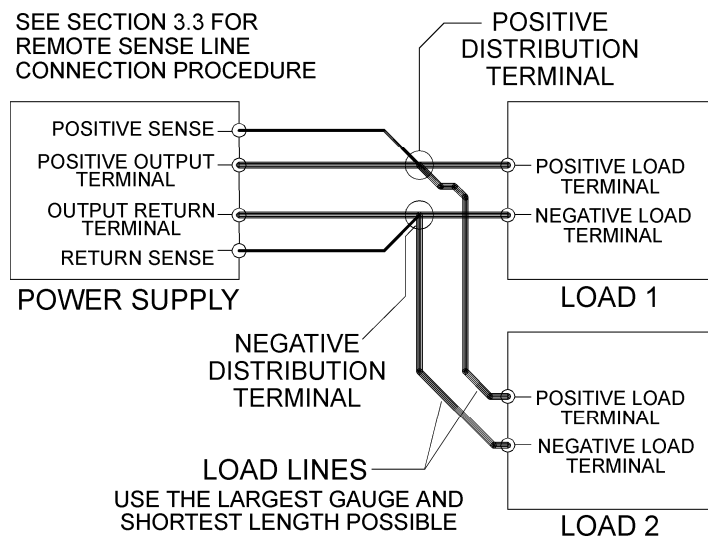 SEE SECTION 3.3 FOR
REMOTE SENSE LINE
CONNECTION PROCEDURE
POSITIVE
DISTRIBUTION
TERMINAL
POSITIVE SENSE
POSITIVE OUTPUT
TERMINAL
OUTPUT RETURN
TERMINAL
RETURN SENSE
POWER SUPPLY
POSITIVE LOAD
TERMINAL
NEGATIVE LOAD
TERMINAL
LOAD 1
NEGATIVE
DISTRIBUTION
TERMINAL
POSITIVE LOAD
TERMINAL
NEGATIVE LOAD
TERMINAL
LOAD LINES
USE THE LARGEST GAUGE AND
SHORTEST LENGTH POSSIBLE
LOAD 2